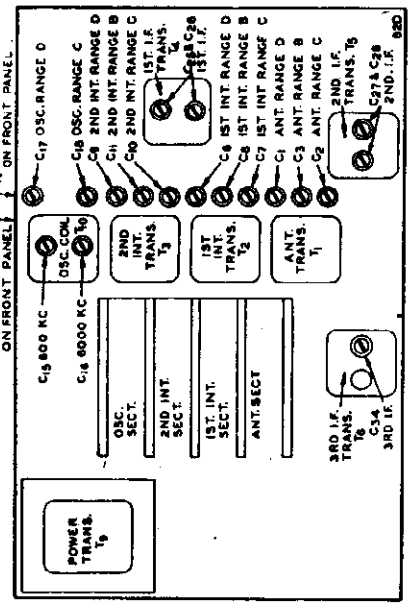 ON FRONT PANEL
ON FRONT PANEL
C17 OSC. RANGE D
C18 OSC. RANGE C
C9 2ND INT. RANGE D
C11 2ND INT. RANGE B
C10 2ND INT. RANGE C
1ST I.F.
TRANS.
T4
1ST I.F.
C6 1ST INT. RANGE D
C8 1ST INT. RANGE B
C7 1ST INT RANGE C
C1 ANT. RANGE D
C3 ANT. RANGE B
C2 ANT. RANGE C
2ND I.F.
TRANS. T5
C27 & C28
2ND. I.F.
82D
C15 600 KC
C16 6000 KC
OSC. COIL
T10
2ND
INT.
TRANS.
T3
1ST
INT
TRANS.
T2
ANT.
TRANS.
T1
OSC.
SECT.
2ND INT.
SECT.
1ST. INT.
SECT.
ANT. SECT
3RD I.F.
TRANS.
T6
C34
3RD I.F.
POWER
TRANS.
T9